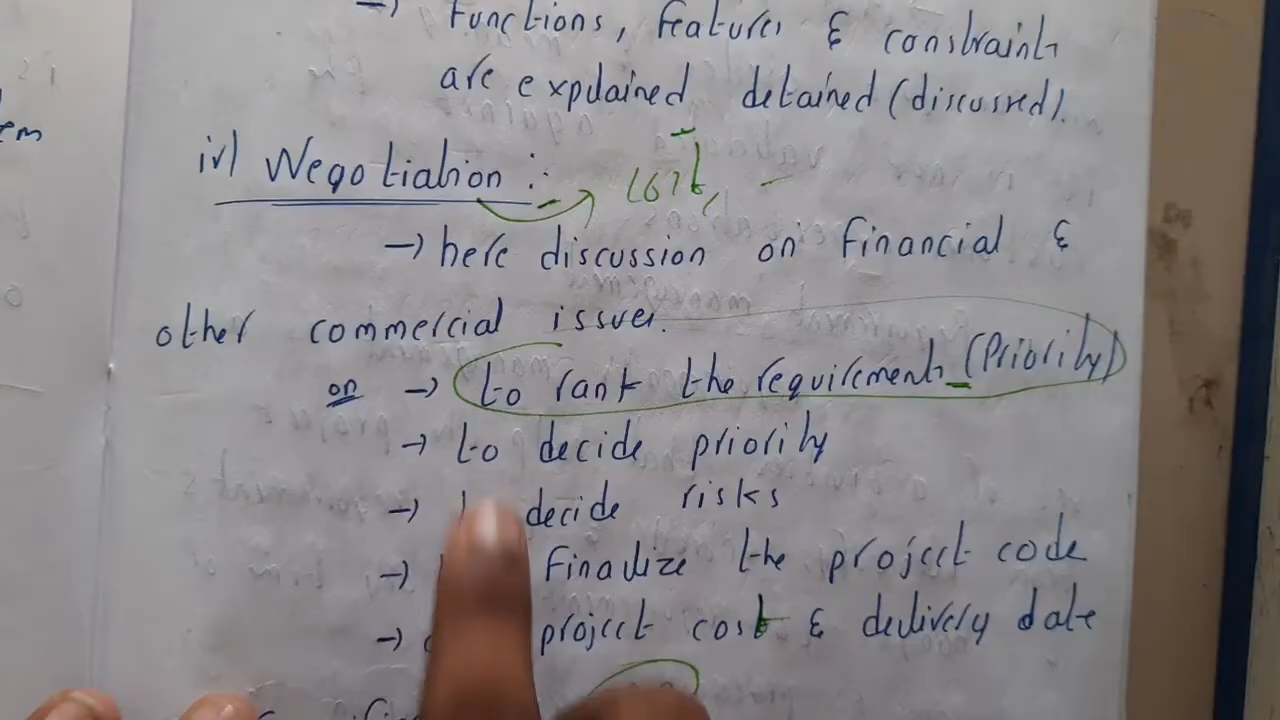 → Functions, Features & constraints
are explained detained (discussed).
iv) Negotiation :- → cost,
→ here discussion on financial &
other commercial issues.
on → to rank the requirements (Priority)
→ to decide priority
→ decide risks
→ Finalize the project code
→ project cost & delivery date